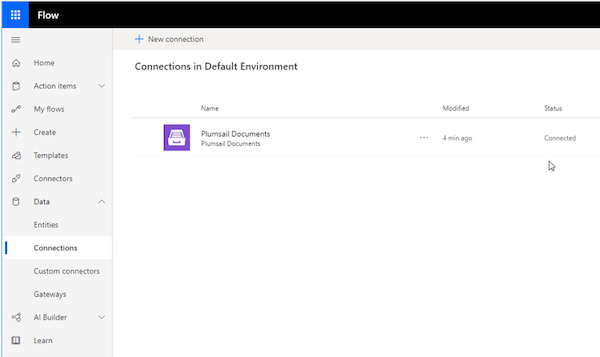 Flow
New connection
Home
Connections in Default Environment
Action items
My flows
Name Modified Status
Create
Plumsail Documents
Plumsail Documents
4 min ago
Connected
Templates
Connectors
Data
Entities
Connections
Custom connectors
Gateways
AI Builder
Learn